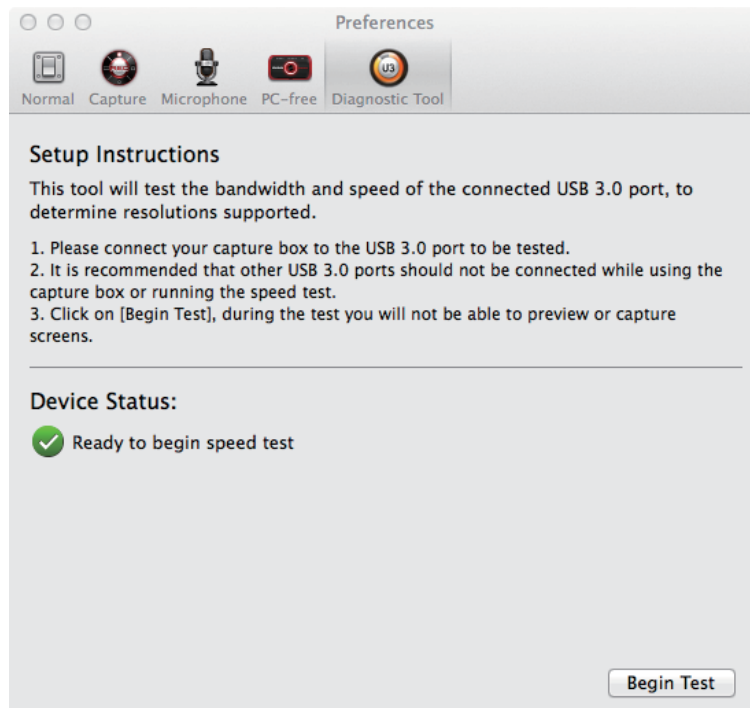 Preferences
Normal Capture Microphone PC-free Diagnostic Tool
REC
U3
Setup Instructions
This tool will test the bandwidth and speed of the connected USB 3.0 port, to
determine resolutions supported.
1. Please connect your capture box to the USB 3.0 port to be tested.
2. It is recommended that other USB 3.0 ports should not be connected while using the
capture box or running the speed test.
3. Click on [Begin Test], during the test you will not be able to preview or capture
screens.
Device Status:
Ready to begin speed test
Begin Test